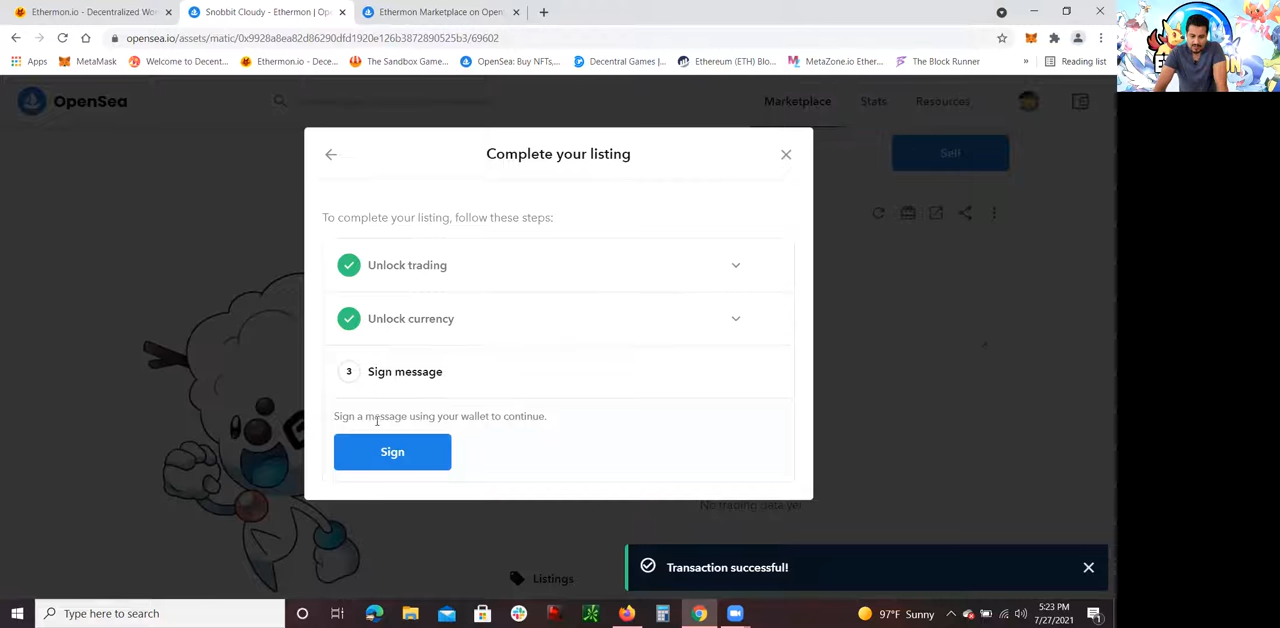 Ethermon.io - Decentralized Wo
Snobbit Cloudy - Ethermon | Op
Ethermon Marketplace on Open
opensea.io/assets/matic/0x9928a8ea82d86290dfd1920e126b3872890525b3/69602
Apps
MetaMask
Welcome to Decent...
Ethermon.io - Dece...
The Sandbox Game...
OpenSea: Buy NFTs,...
Decentral Games |...
Ethereum (ETH) Blo...
MetaZone.io Ether...
The Block Runner
»
Reading list
OpenSea
Marketplace
Stats
Resources
Sell
Complete your listing
To complete your listing, follow these steps:
Unlock trading
Unlock currency
3 Sign message
Sign a message using your wallet to continue.
Sign
No trading data yet
Listings
Transaction successful!
Type here to search
97°F Sunny
5:23 PM
7/27/2021
1